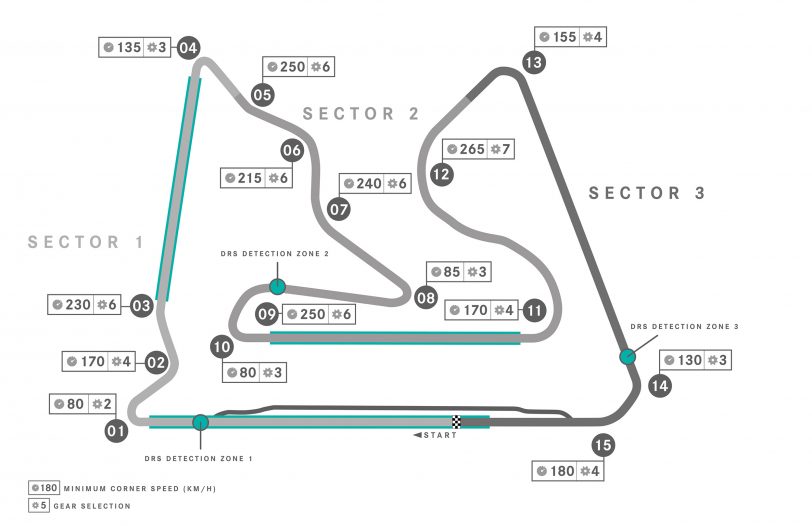 135 3 04
155 4
13
250 6
05
SECTOR 2
06
265 7
12
215 6
240 6
07
SECTOR 3
SECTOR 1
DRS DETECTION ZONE 2
85 3
08
230 6 03
09 250 6
170 4 11
DRS DETECTION ZONE 3
10
170 4 02
80 3
130 3
14
80 2
01
START
15
DRS DETECTION ZONE 1
180 4
180 MINIMUM CORNER SPEED (KM/H)
5 GEAR SELECTION